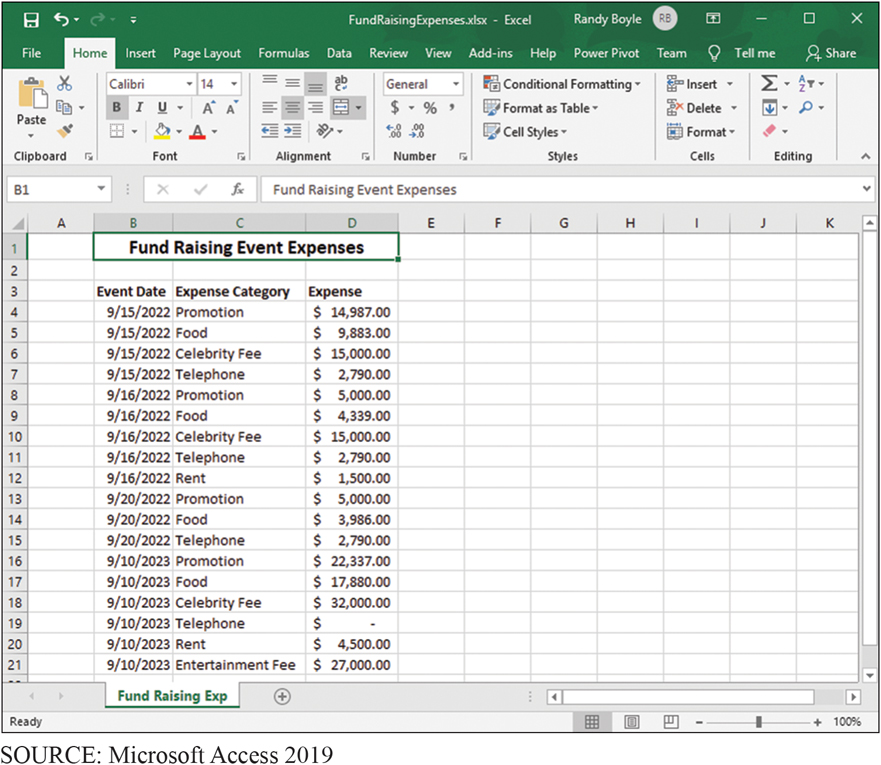 FundRaisingExpenses.xlsx - Excel Randy Boyle RB
File Home Insert Page Layout Formulas Data Review View Add-ins Help Power Pivot Team Tell me Share
Calibri 14 ab General Conditional Formatting Insert Σ
Paste B I U A A $ % , Format as Table Delete
A Cell Styles Format
Clipboard Font Alignment Number Styles Cells Editing
B1 fx Fund Raising Event Expenses
A B C D E F G H I J K
1 Fund Raising Event Expenses
2
3 Event Date Expense Category Expense
4 9/15/2022 Promotion $ 14,987.00
5 9/15/2022 Food $ 9,883.00
6 9/15/2022 Celebrity Fee $ 15,000.00
7 9/15/2022 Telephone $ 2,790.00
8 9/16/2022 Promotion $ 5,000.00
9 9/16/2022 Food $ 4,339.00
10 9/16/2022 Celebrity Fee $ 15,000.00
11 9/16/2022 Telephone $ 2,790.00
12 9/16/2022 Rent $ 1,500.00
13 9/20/2022 Promotion $ 5,000.00
14 9/20/2022 Food $ 3,986.00
15 9/20/2022 Telephone $ 2,790.00
16 9/10/2023 Promotion $ 22,337.00
17 9/10/2023 Food $ 17,880.00
18 9/10/2023 Celebrity Fee $ 32,000.00
19 9/10/2023 Telephone $ -
20 9/10/2023 Rent $ 4,500.00
21 9/10/2023 Entertainment Fee $ 27,000.00
Fund Raising Exp
Ready - + 100%
SOURCE: Microsoft Access 2019